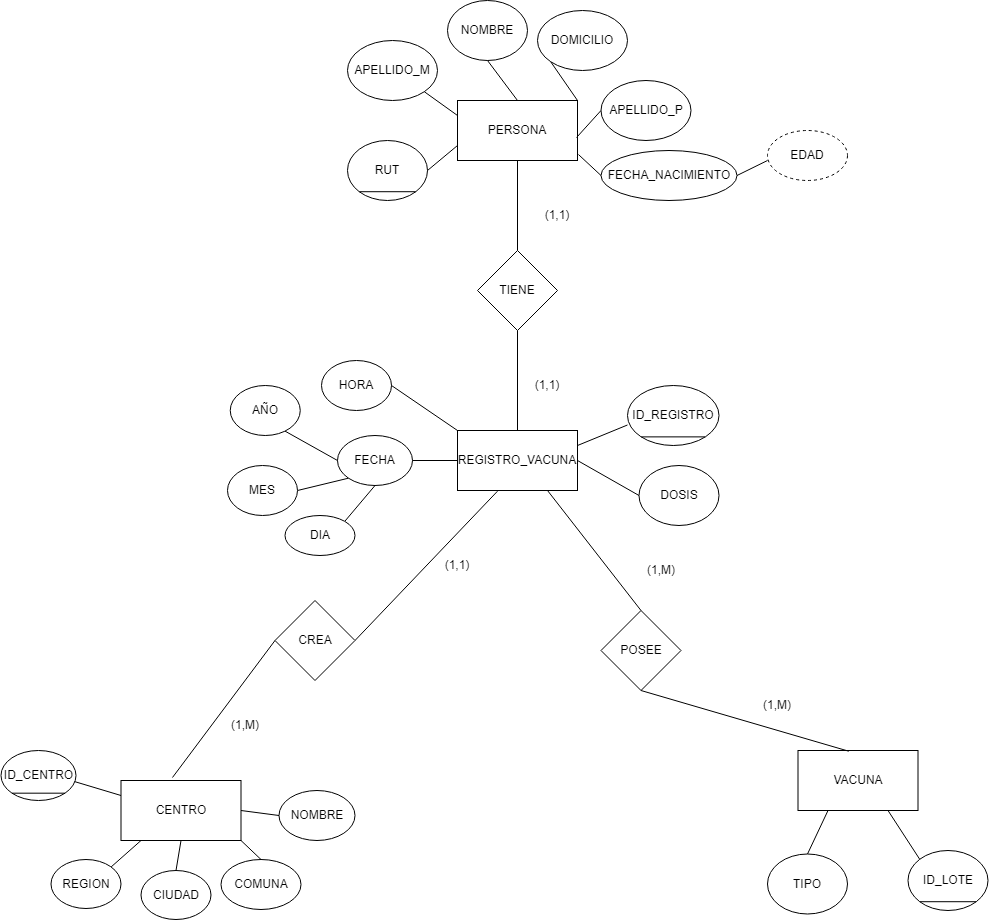 NOMBRE
DOMICILIO
APELLIDO_M
APELLIDO_P
PERSONA
EDAD
RUT
FECHA_NACIMIENTO
(1,1)
TIENE
HORA
(1,1)
AÑO
ID_REGISTRO
FECHA
REGISTRO_VACUNA
MES
DOSIS
DIA
(1,1)
(1,M)
CREA
POSEE
(1,M)
(1,M)
ID_CENTRO
VACUNA
CENTRO
NOMBRE
REGION
CIUDAD
COMUNA
TIPO
ID_LOTE